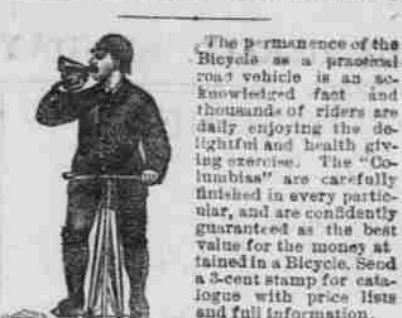 The permanence of the
Bicycle as a practical
road vehicle is an ac-
knowledged fact and
thousands of riders are
daily enjoying the de-
lightful and health giv-
ing exercise. The "Co-
lumbias" are carefully
finished in every partic-
ular, and are confidently
guaranteed as the best
value for the money at
tained in a Bicycle. Send
a 3-cent stamp for cata-
logue with price lists
and full information.